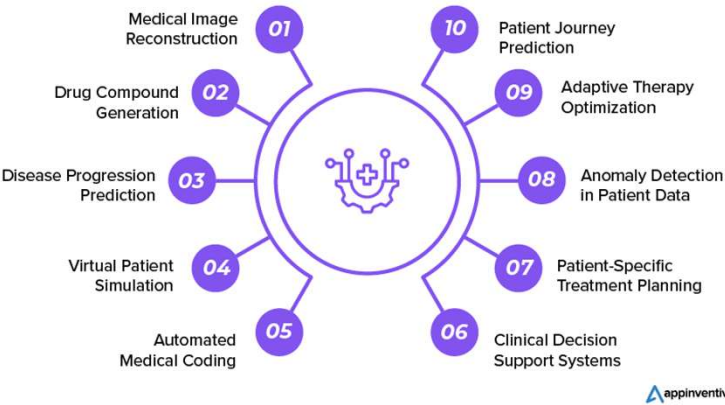 01
Medical Image
Reconstruction
02
Drug Compound
Generation
03
Disease Progression
Prediction
04
Virtual Patient
Simulation
05
Automated
Medical Coding
10
Patient Journey
Prediction
09
Adaptive Therapy
Optimization
08
Anomaly Detection
in Patient Data
07
Patient-Specific
Treatment Planning
06
Clinical Decision
Support Systems